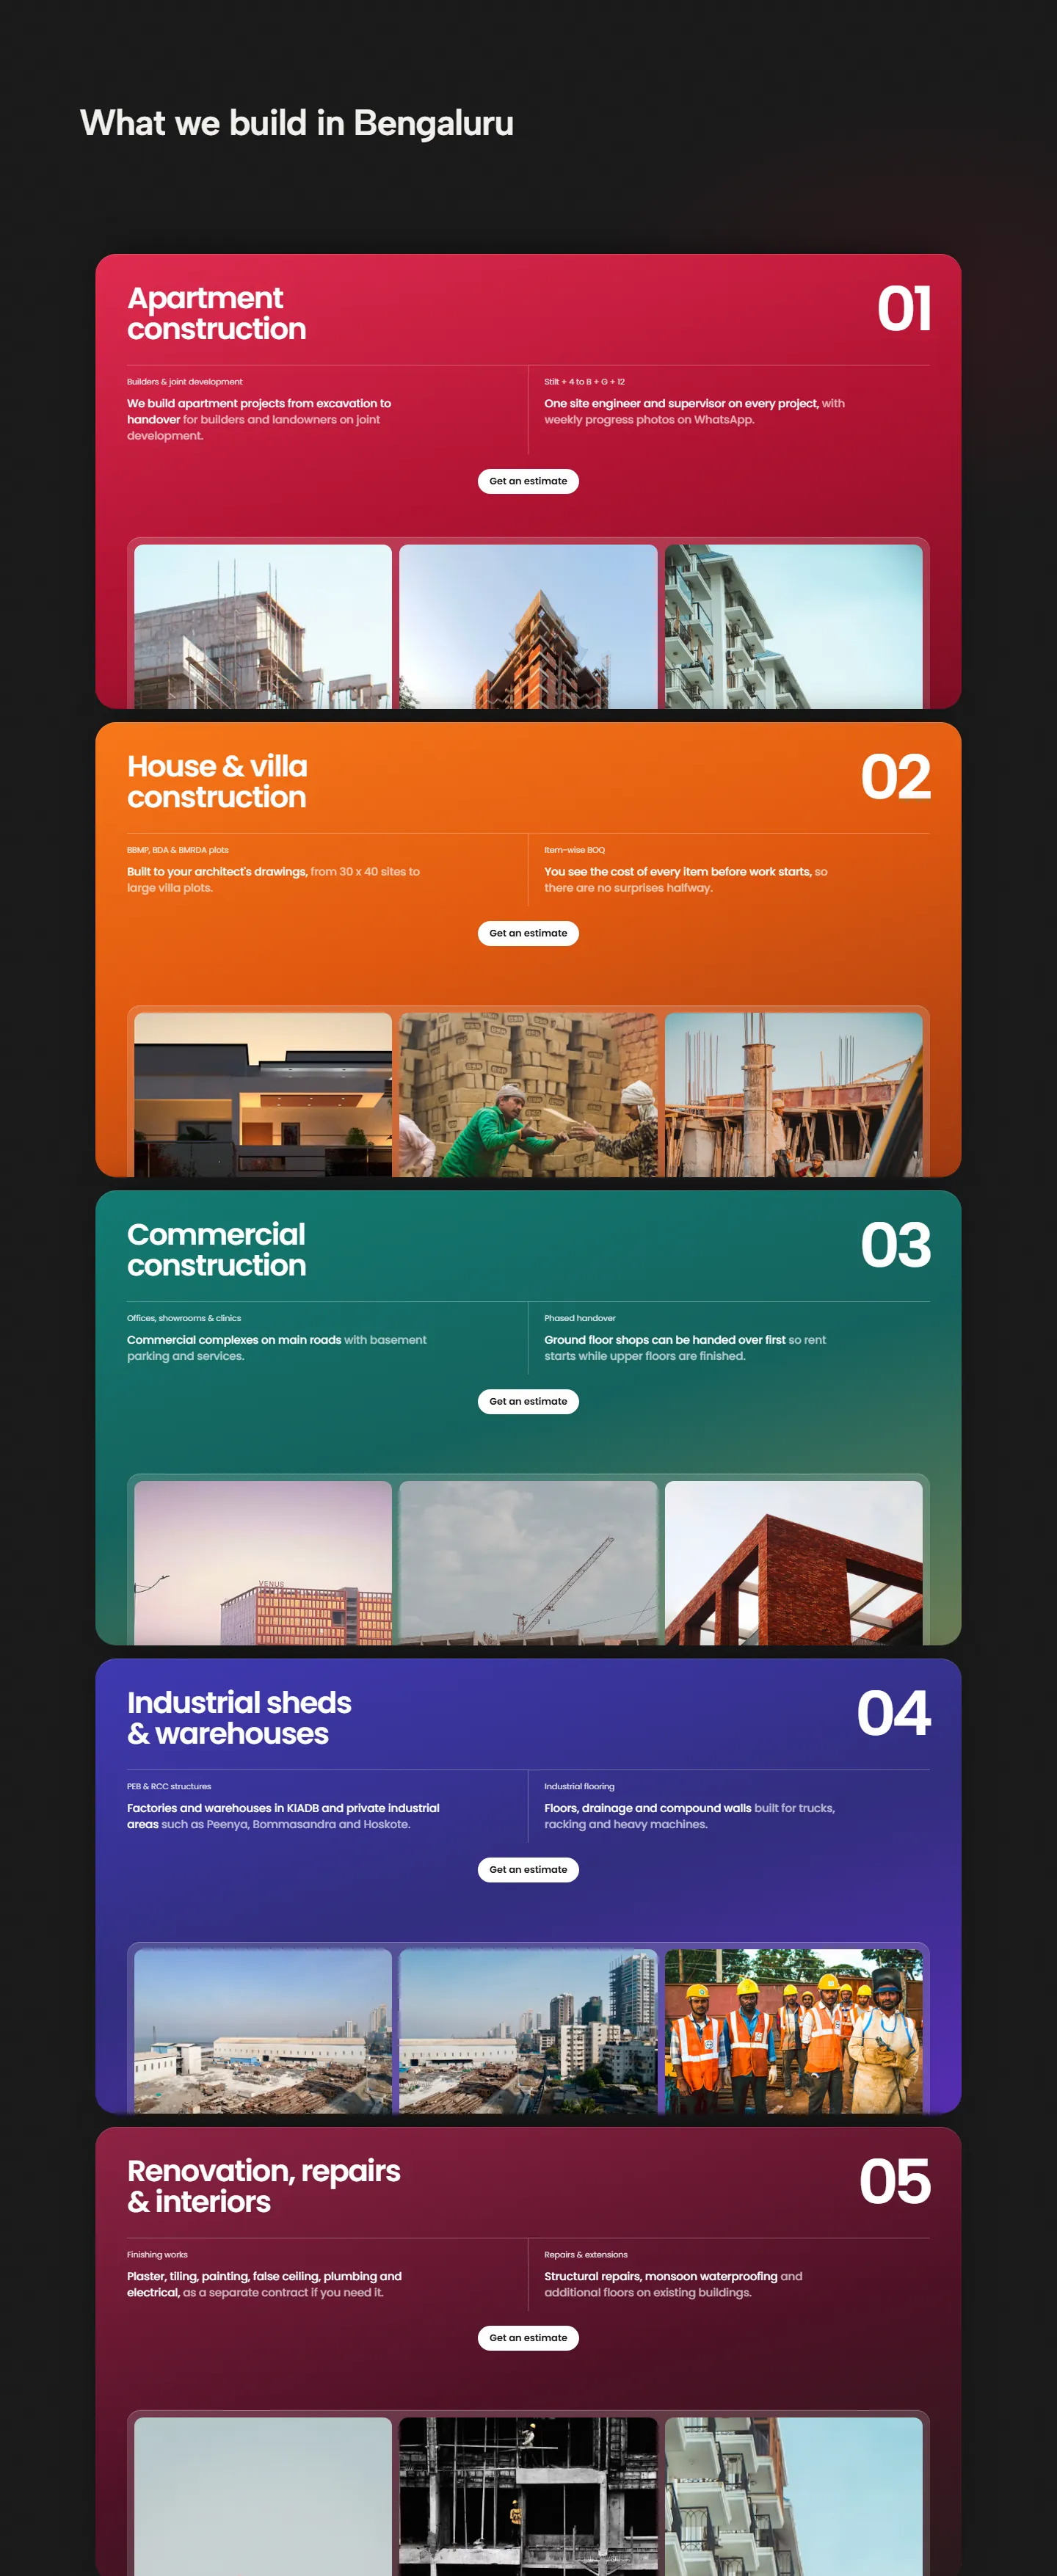 What we build in Bengaluru
Apartment
construction
01
Builders & joint development
We build apartment projects from excavation to
handover for builders and landowners on joint
development.
Stilt + 4 to B + G + 12
One site engineer and supervisor on every project, with
weekly progress photos on WhatsApp.
Get an estimate
House & villa
construction
02
BBMP, BDA & BMRDA plots
Built to your architect's drawings, from 30 x 40 sites to
large villa plots.
Item-wise BOQ
You see the cost of every item before work starts, so
there are no surprises halfway.
Get an estimate
Commercial
construction
03
Offices, showrooms & clinics
Commercial complexes on main roads with basement
parking and services.
Phased handover
Ground floor shops can be handed over first so rent
starts while upper floors are finished.
Get an estimate
VENUS
Industrial sheds
& warehouses
04
PEB & RCC structures
Factories and warehouses in KIADB and private industrial
areas such as Peenya, Bommasandra and Hoskote.
Industrial flooring
Floors, drainage and compound walls built for trucks,
racking and heavy machines.
Get an estimate
Renovation, repairs
& interiors
05
Finishing works
Plaster, tiling, painting, false ceiling, plumbing and
electrical, as a separate contract if you need it.
Repairs & extensions
Structural repairs, monsoon waterproofing and
additional floors on existing buildings.
Get an estimate